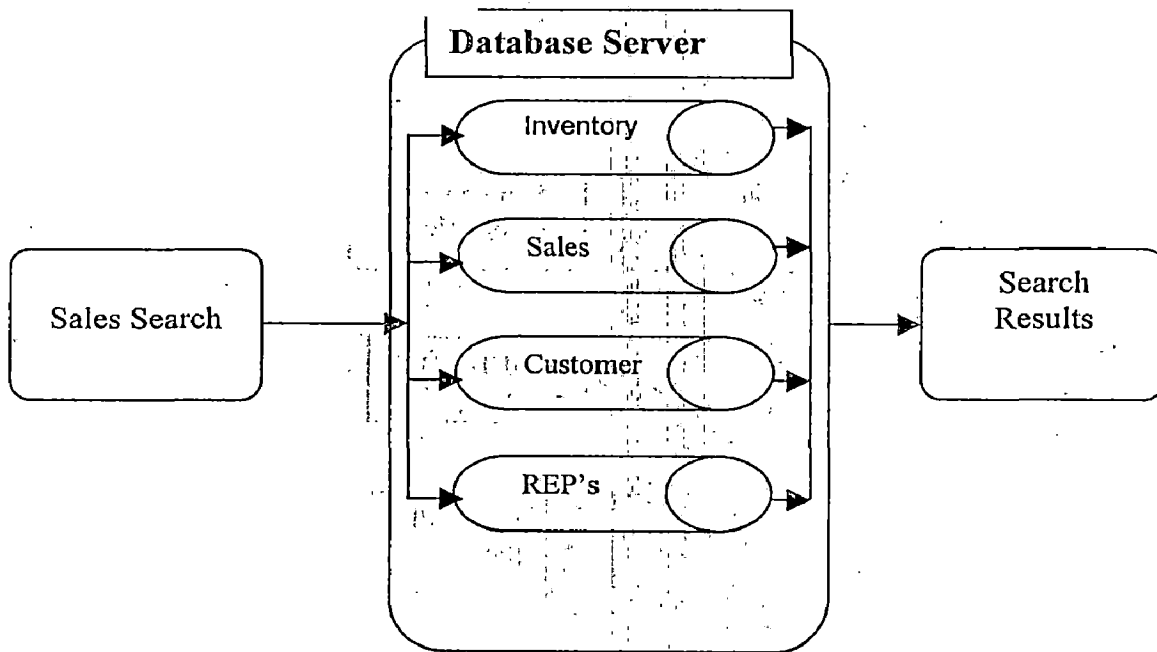 Database Server
Inventory
Sales
Customer
REP's
Sales Search
Search
Results